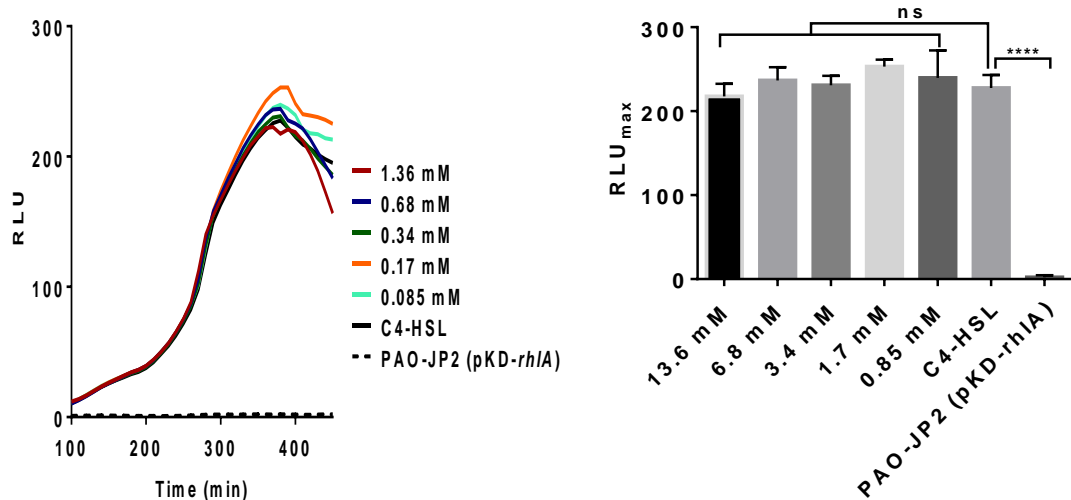 300
200
100
0
RLU
100
200
300
400
Time (min)
1.36 mM
0.68 mM
0.34 mM
0.17 mM
0.085 mM
C4-HSL
PAO-JP2 (pKD-rhlA)
ns
****
300
200
100
0
RLUmax
13.6 mM
6.8 mM
3.4 mM
1.7 mM
0.85 mM
C4-HSL
PAO-JP2 (pKD-rhlA)